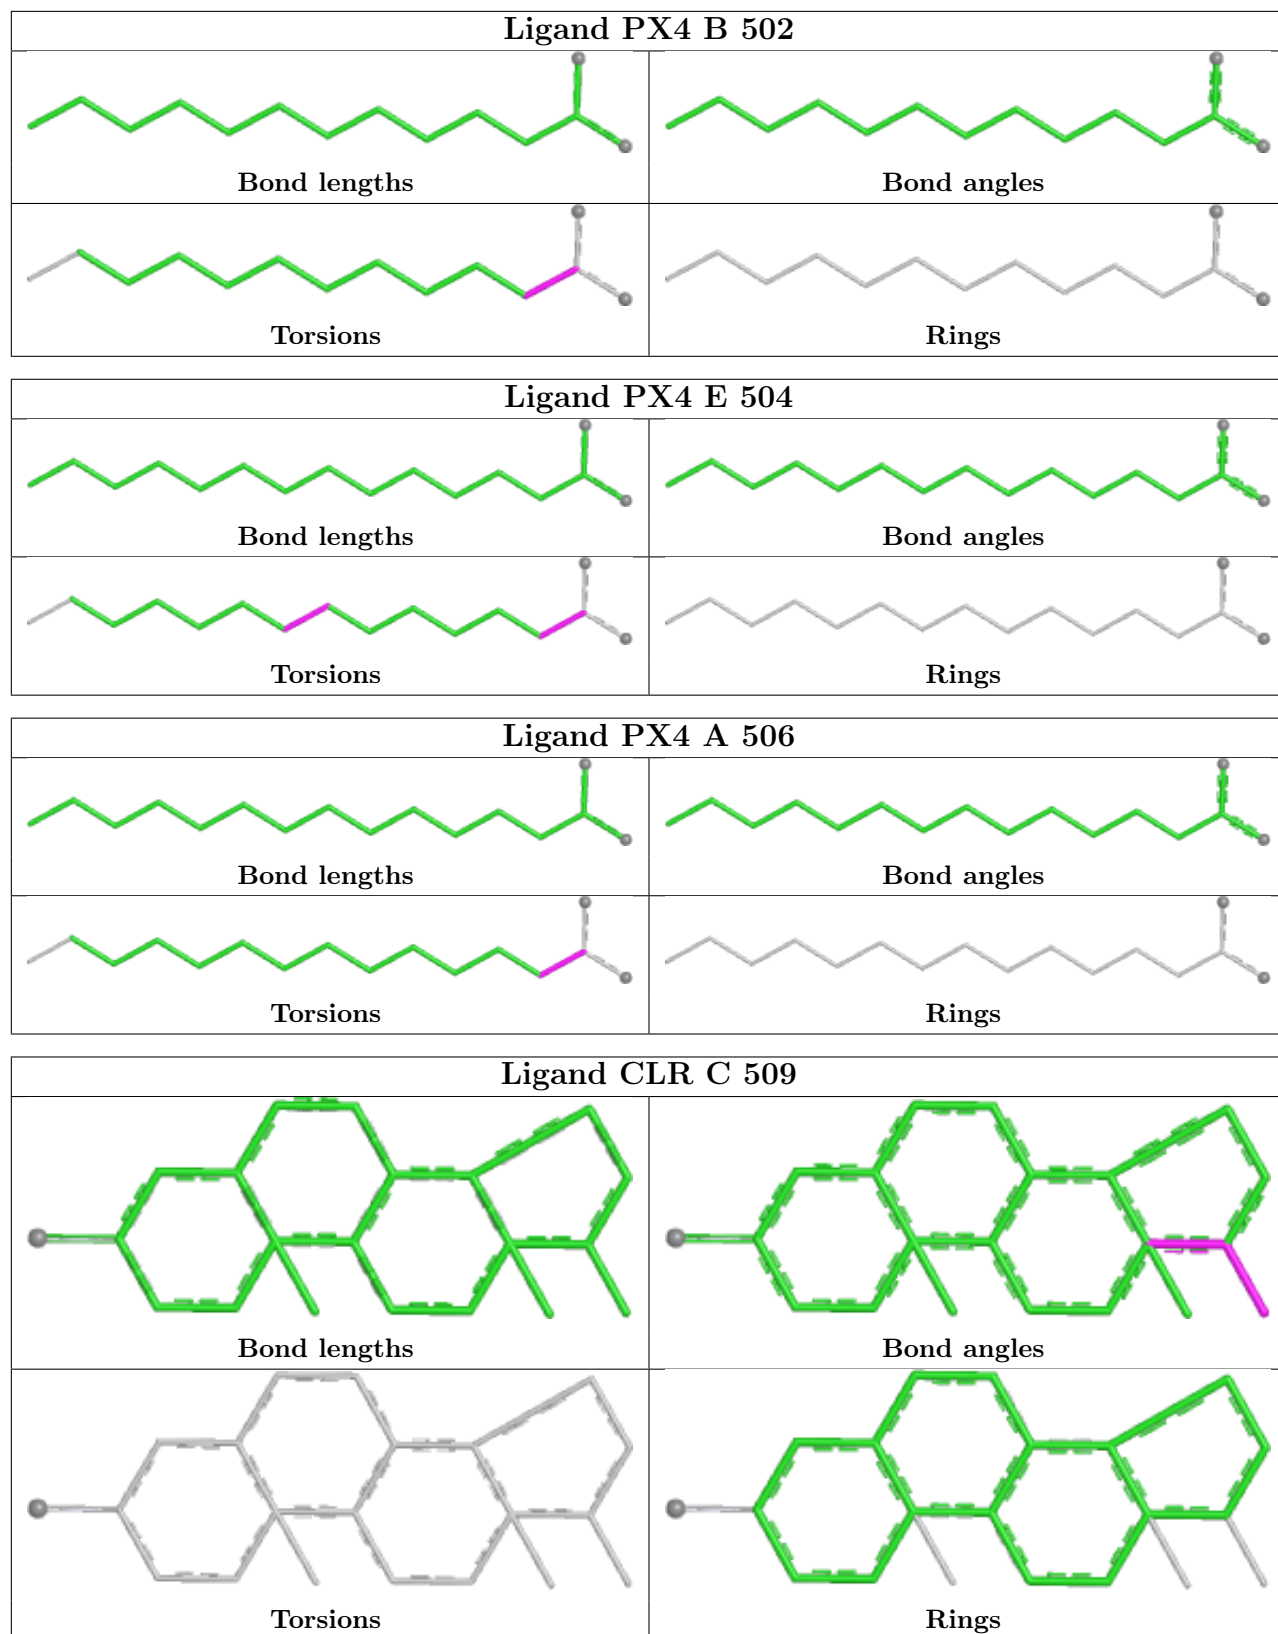 Ligand PX4 B 502
Bond lengths
Bond angles
Torsions
Rings
Ligand PX4 E 504
Bond lengths
Bond angles
Torsions
Rings
Ligand PX4 A 506
Bond lengths
Bond angles
Torsions
Rings
Ligand CLR C 509
Bond lengths
Bond angles
Torsions
Rings